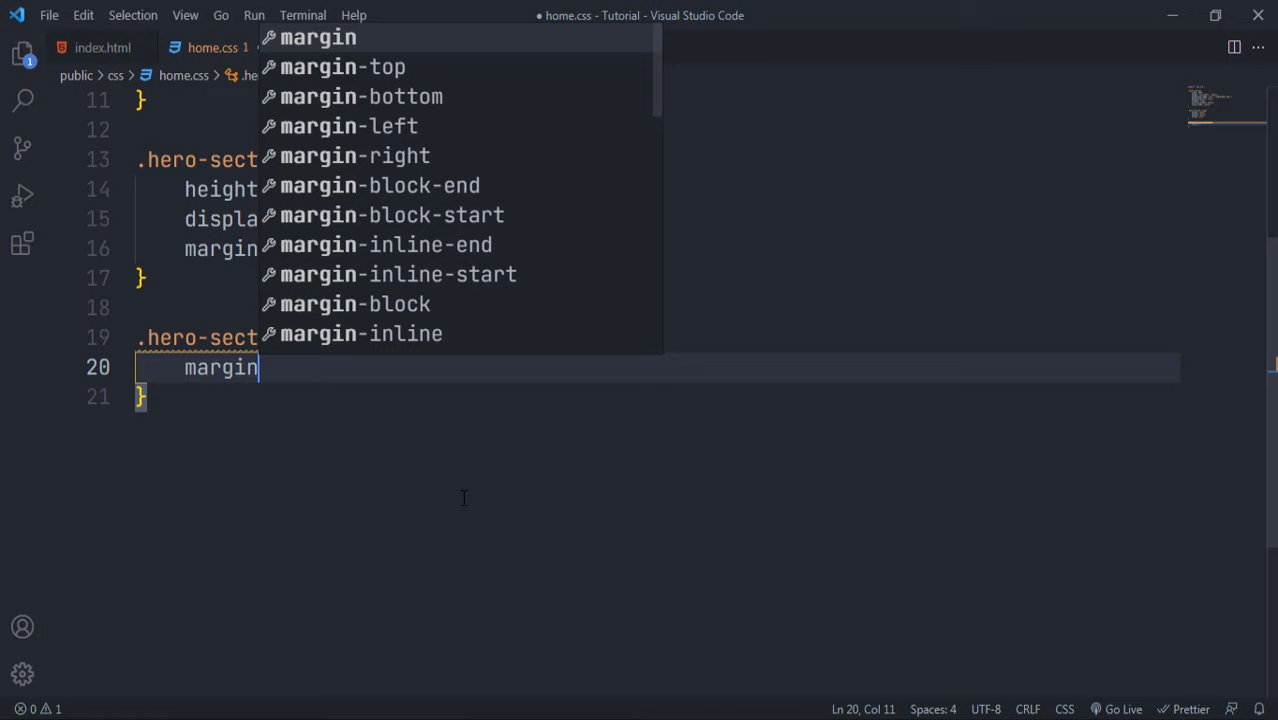 File Edit Selection View Go Run Terminal Help
● home.css - Tutorial - Visual Studio Code
index.html
home.css 1
public > css > home.css > .he
11 }
12
13 .hero-sect
14 height
15 displa
16 margin
17 }
18
19 .hero-sect
20 margin
21 }
margin
margin-top
margin-bottom
margin-left
margin-right
margin-block-end
margin-block-start
margin-inline-end
margin-inline-start
margin-block
margin-inline
1
0 1
Ln 20, Col 11 Spaces: 4 UTF-8 CRLF CSS Go Live Prettier